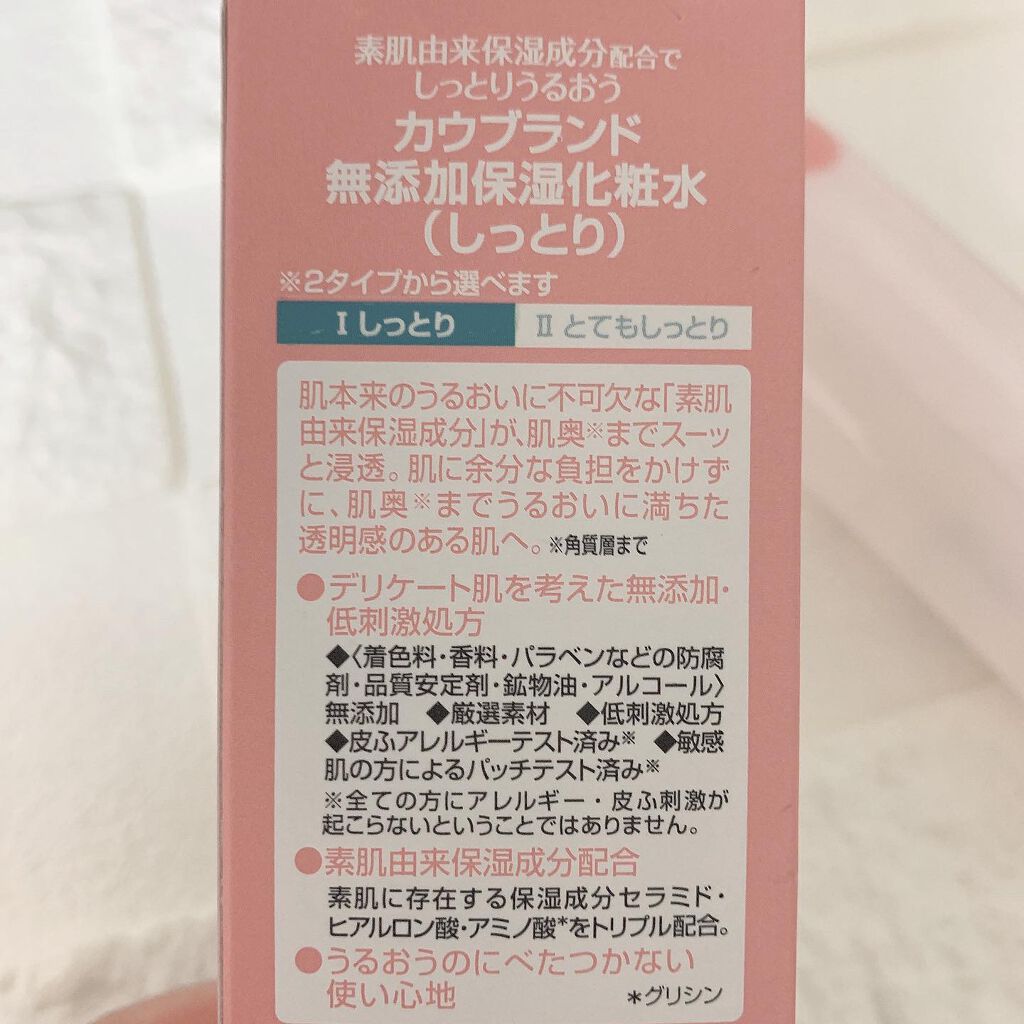 素肌由来保湿成分配合で
しっとりうるおう
カウブランド
無添加保湿化粧水
（しっとり）
※2タイプから選べます
Ⅰ しっとり Ⅱ とてもしっとり
肌本来のうるおいに不可欠な「素肌
由来保湿成分」が、肌奥※までスーッ
と浸透。肌に余分な負担をかけず
に、肌奥※までうるおいに満ちた
透明感のある肌へ。※角質層まで
●デリケート肌を考えた無添加・
低刺激処方
◆〈着色料・香料・パラベンなどの防腐
剤・品質安定剤・鉱物油・アルコール〉
無添加 ◆厳選素材 ◆低刺激処方
◆皮ふアレルギーテスト済み※ ◆敏感
肌の方によるパッチテスト済み※
※全ての方にアレルギー・皮ふ刺激が
起こらないということではありません。
●素肌由来保湿成分配合
素肌に存在する保湿成分セラミド・
ヒアルロン酸・アミノ酸*をトリプル配合。
●うるおうのにべたつかない
使い心地 *グリシン